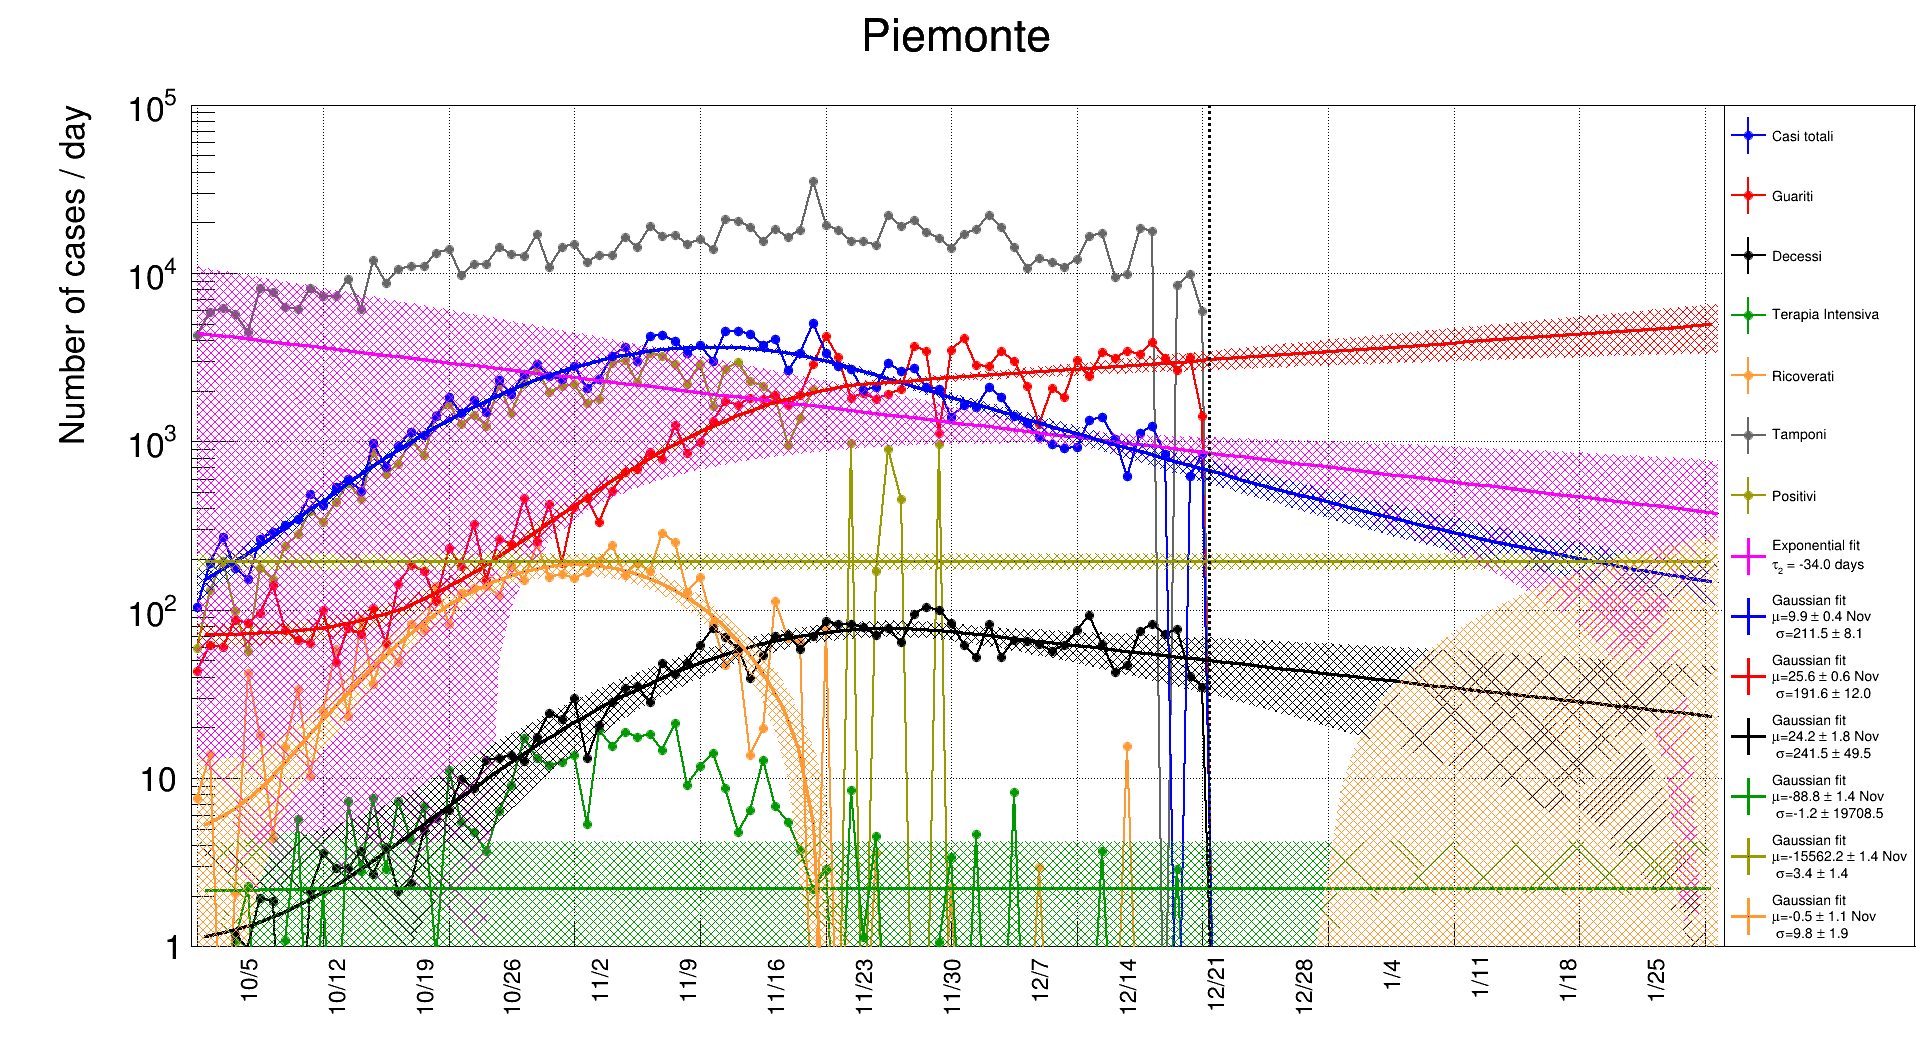 Piemonte
Number of cases / day
10^5
10^4
10^3
10^2
10
1
10/5
10/12
10/19
10/26
11/2
11/9
11/16
11/23
11/30
12/7
12/14
12/21
12/28
1/4
1/11
1/18
1/25
Casi totali
Guariti
Decessi
Terapia Intensiva
Ricoverati
Tamponi
Positivi
Exponential fit
τ₂ = -34.0 days
Gaussian fit
μ=9.9 ± 0.4 Nov
σ=211.5 ± 8.1
Gaussian fit
μ=25.6 ± 0.6 Nov
σ=191.6 ± 12.0
Gaussian fit
μ=24.2 ± 1.8 Nov
σ=241.5 ± 49.5
Gaussian fit
μ=-88.8 ± 1.4 Nov
σ=-1.2 ± 19708.5
Gaussian fit
μ=-15562.2 ± 1.4 Nov
σ=3.4 ± 1.4
Gaussian fit
μ=-0.5 ± 1.1 Nov
σ=9.8 ± 1.9